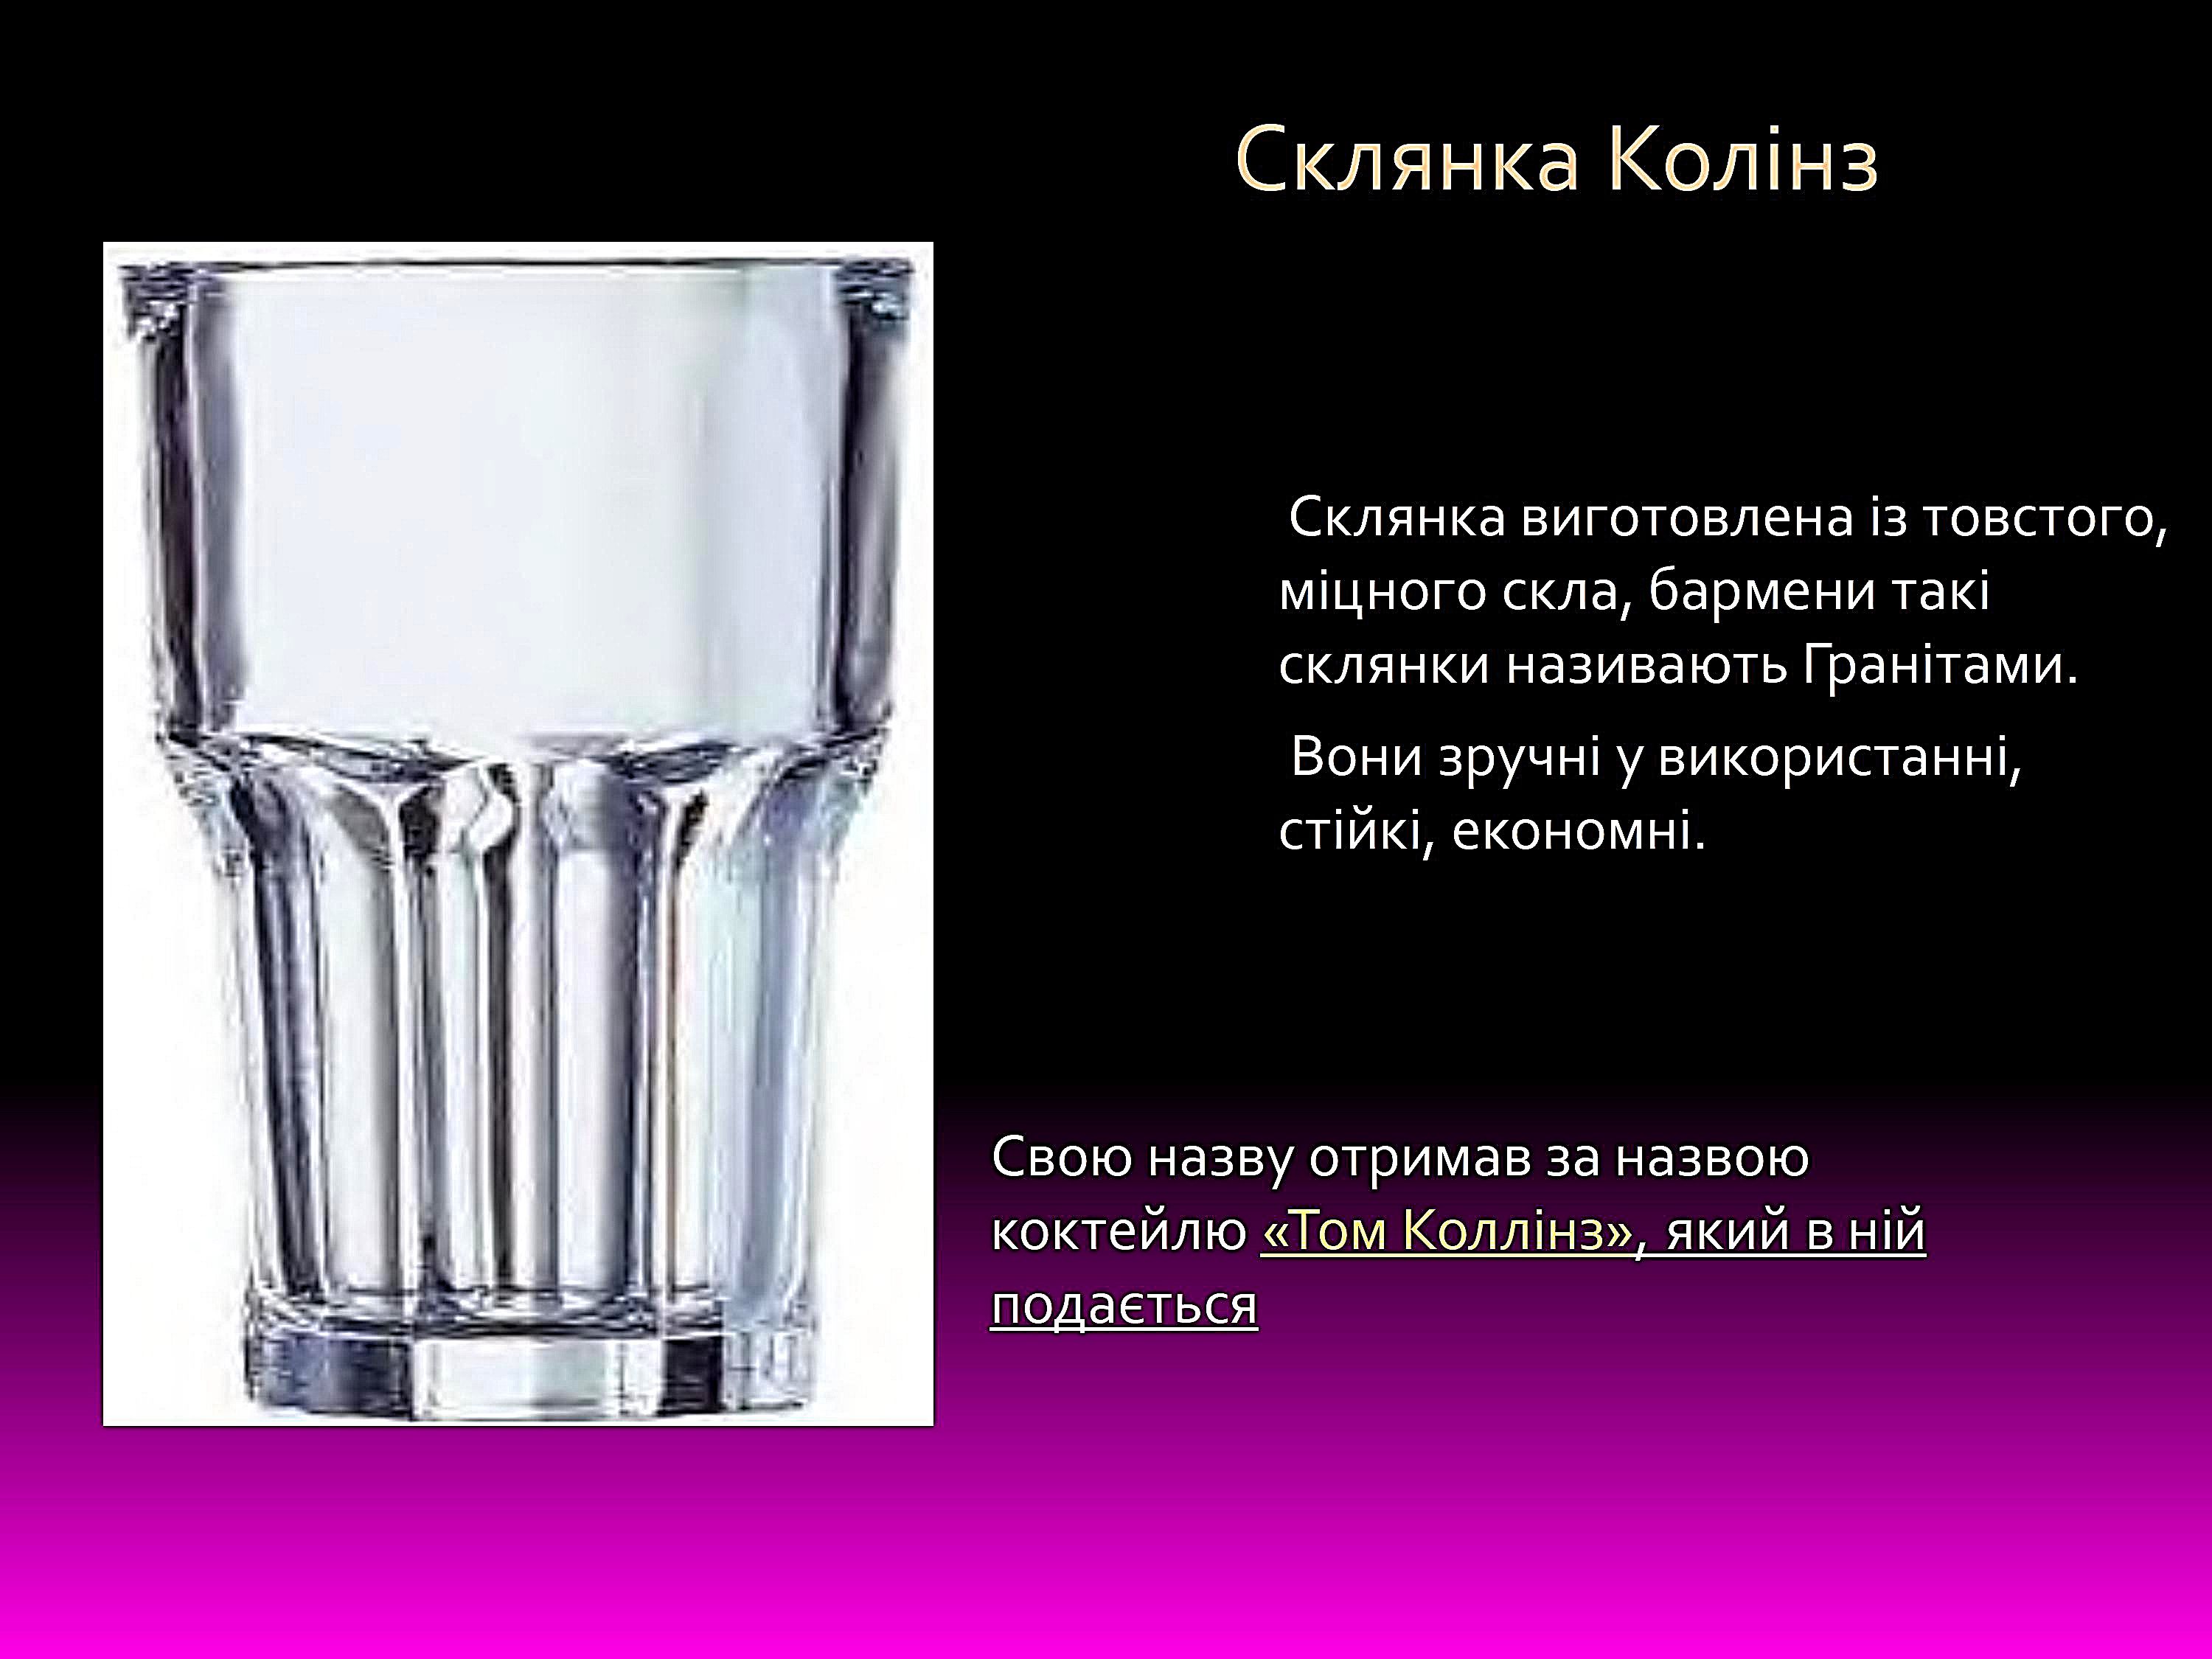 Склянка Колінз
Склянка виготовлена із товстого,
міцного скла, бармени такі
склянки називають Гранітами.
Вони зручні у використанні,
стійкі, економні.
Свою назву отримав за назвою
коктейлю «Том Коллінз», який в ній
подається